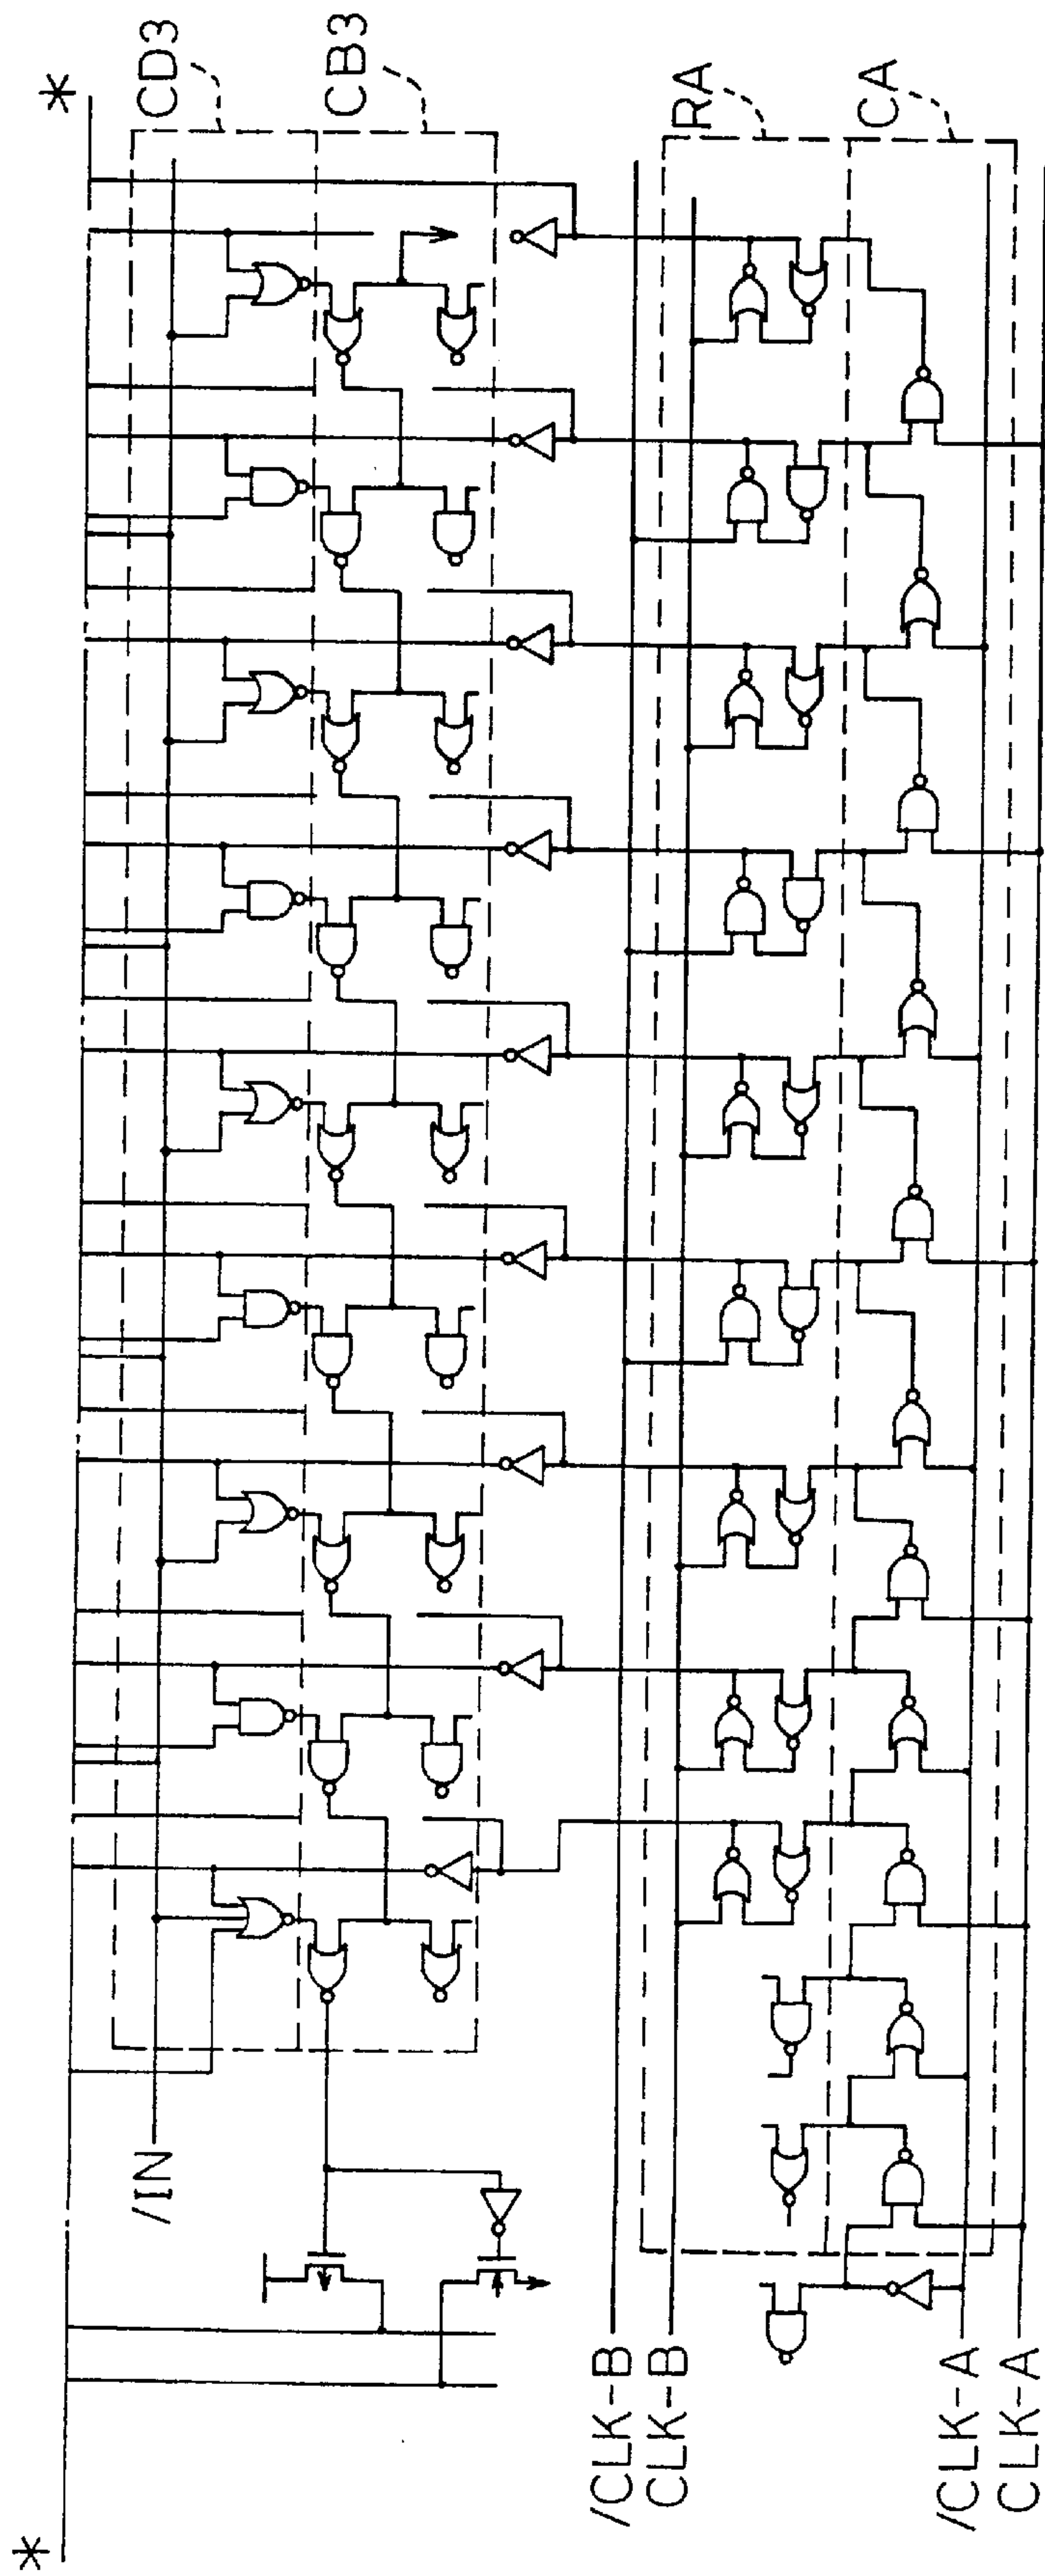 *
CD3
CB3
RA
CA
/IN
/CLK-B
CLK-B
/CLK-A
CLK-A
*